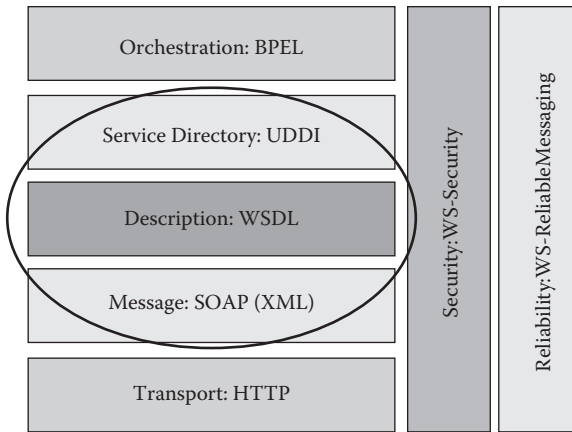 Orchestration: BPEL
Service Directory: UDDI
Description: WSDL
Message: SOAP (XML)
Transport: HTTP
Security:WS-Security
Reliability:WS-ReliableMessaging